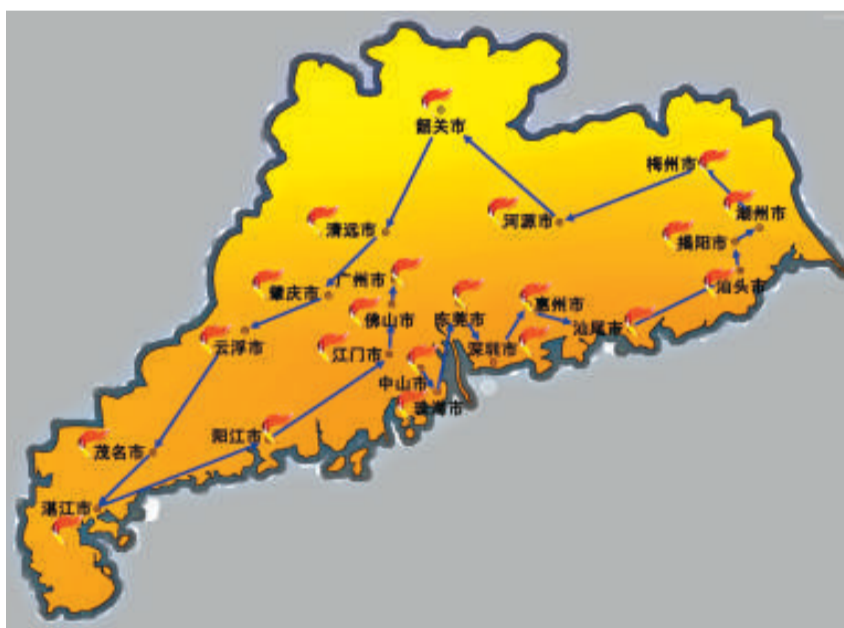 韶关市
梅州市
潮州市
河源市
清远市
揭阳市
广州市
汕头市
肇庆市
惠州市
佛山市
东莞市
汕尾市
云浮市
江门市
深圳市
中山市
珠海市
阳江市
茂名市
湛江市